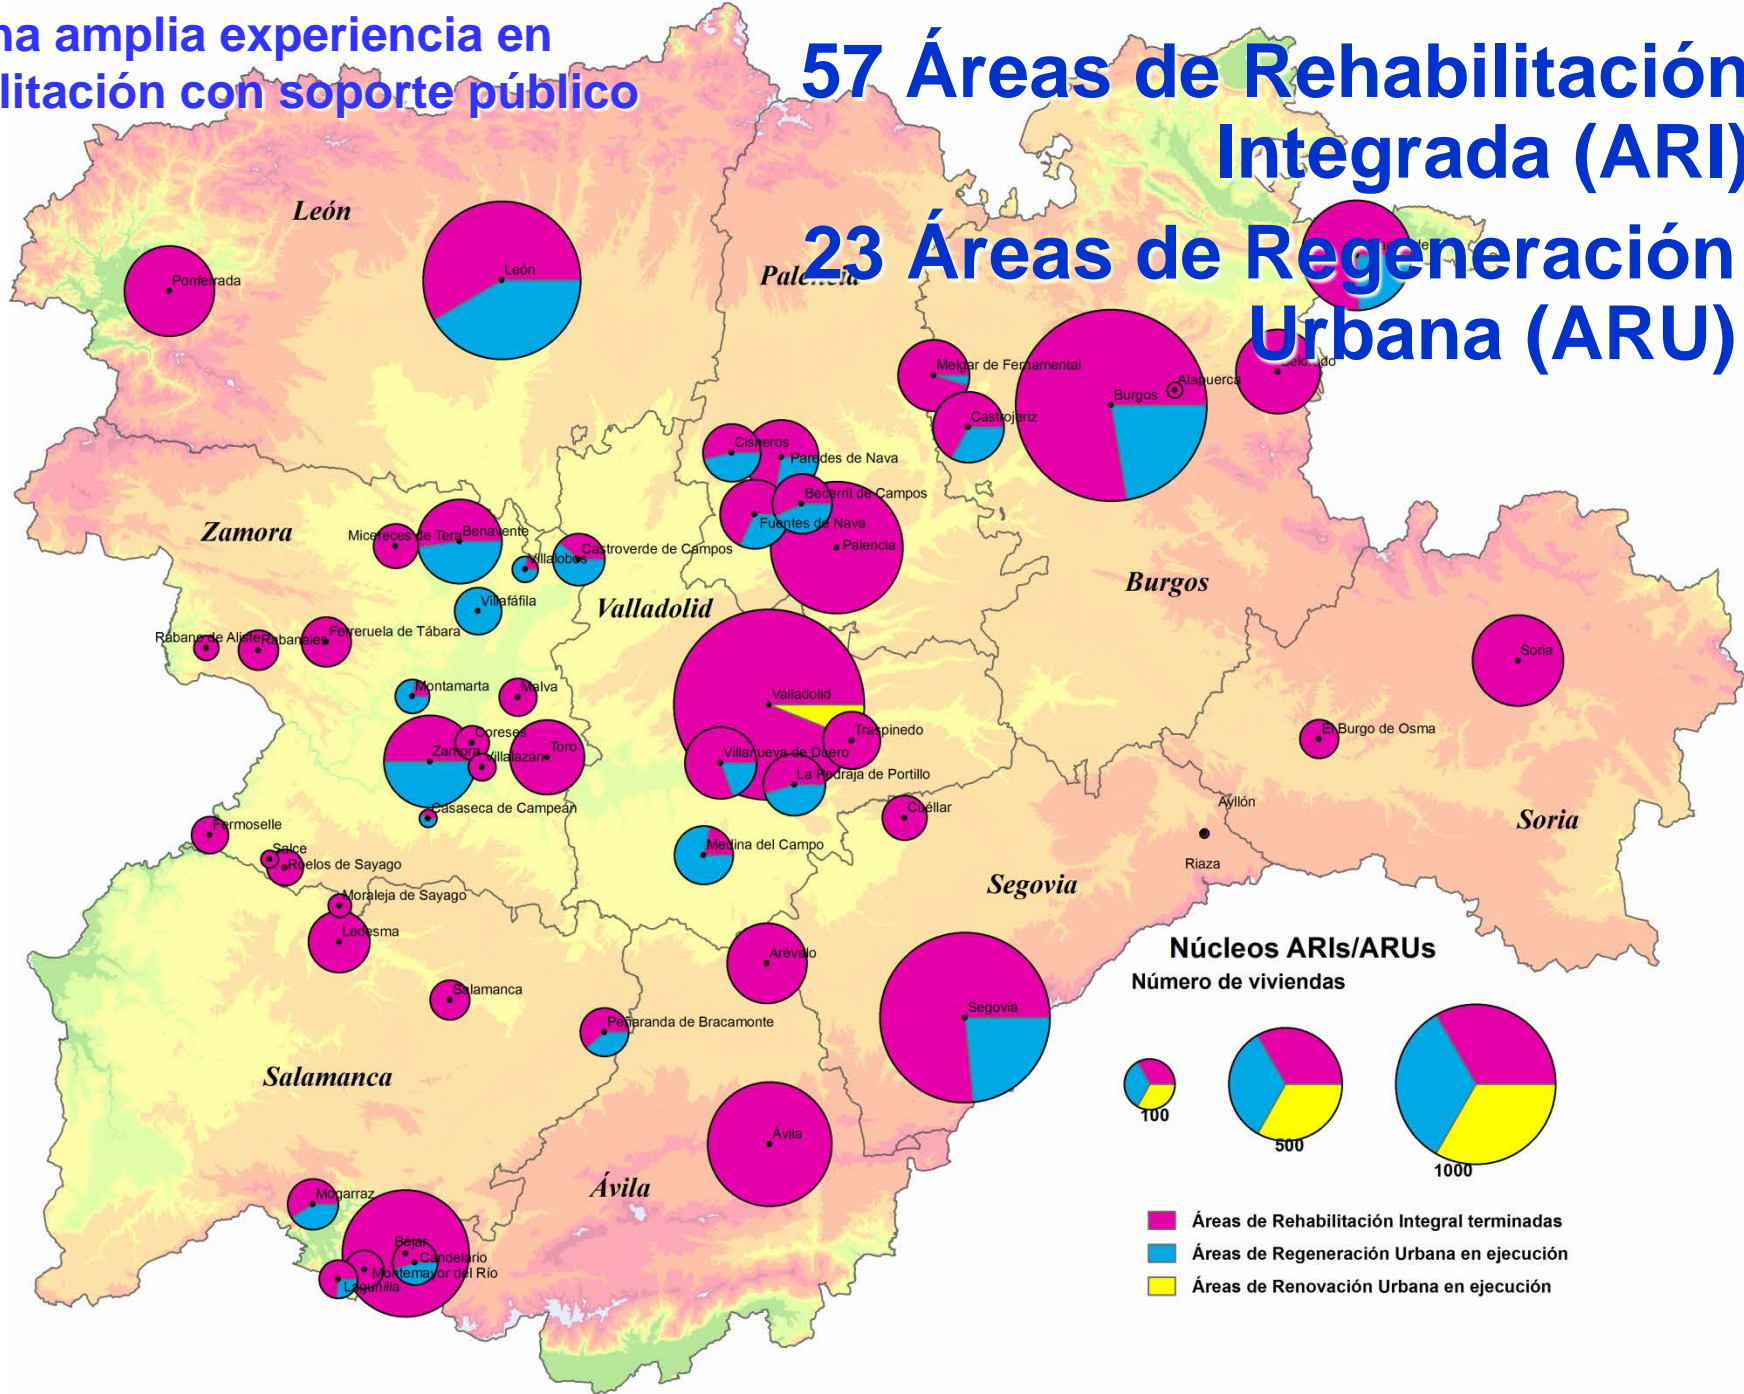 na amplia experiencia en
litación con soporte público
57 Áreas de Rehabilitación
Integrada (ARI)
23 Áreas de Regeneración
Urbana (ARU)
León
Ponferrada
León
Palencia
Melgar de Fernamental
Atapuerca
Burgos
Castrojeriz
Cisneros
Paredes de Nava
Becerril de Campos
Fuentes de Nava
Palencia
Zamora
Micereces de Tera
Benavente
Villalobos
Castroverde de Campos
Villafáfila
Valladolid
Burgos
Rábano de Aliste
Rabanales
Ferreruela de Tábara
Soria
Montamarta
Malva
Valladolid
Traspinedo
El Burgo de Osma
Coreses
Zamora
Villalazán
Toro
Villanueva de Duero
La Pedraja de Portillo
Casaseca de Campeán
Cuéllar
Ayllón
Soria
Fermoselle
Medina del Campo
Salce
Roelos de Sayago
Riaza
Segovia
Moraleja de Sayago
Ledesma
Arévalo
Salamanca
Segovia
Peñaranda de Bracamonte
Salamanca
Ávila
Ávila
Mogarraz
Béjar
Candelario
Montemayor del Río
Lagunilla
Núcleos ARIs/ARUs
Número de viviendas
100
500
1000
Áreas de Rehabilitación Integral terminadas
Áreas de Regeneración Urbana en ejecución
Áreas de Renovación Urbana en ejecución